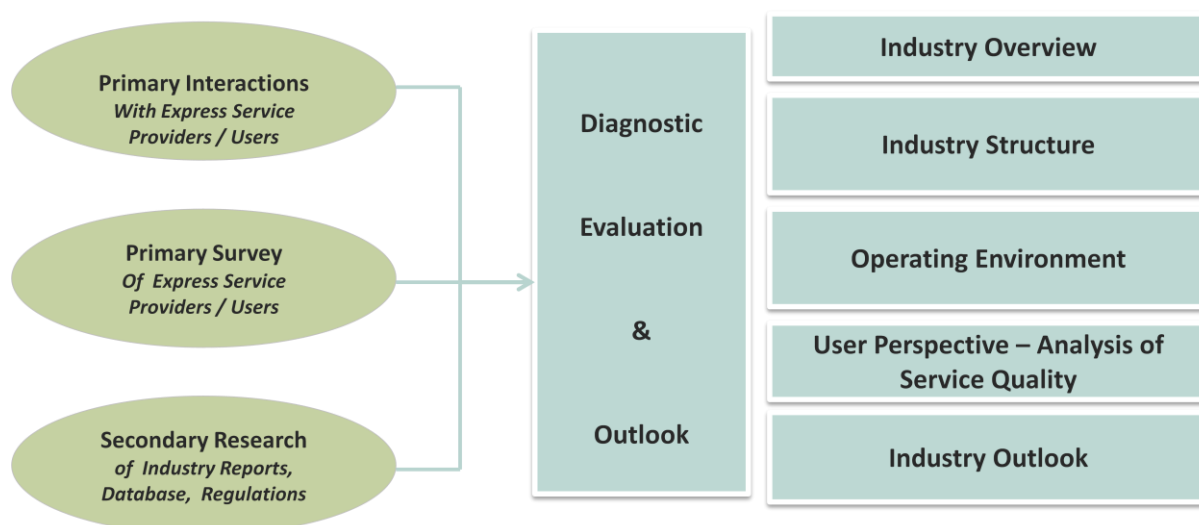 Primary Interactions
With Express Service
Providers / Users
Primary Survey
Of Express Service
Providers / Users
Secondary Research
of Industry Reports,
Database, Regulations
Diagnostic
Evaluation
&
Outlook
Industry Overview
Industry Structure
Operating Environment
User Perspective – Analysis of
Service Quality
Industry Outlook